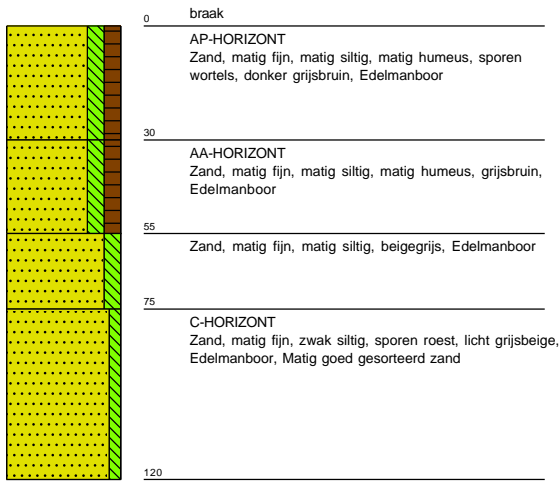 0
braak
AP-HORIZONT
Zand, matig fijn, matig siltig, matig humeus, sporen
wortels, donker grijsbruin, Edelmanboor
30
AA-HORIZONT
Zand, matig fijn, matig siltig, matig humeus, grijsbruin,
Edelmanboor
55
Zand, matig fijn, matig siltig, beigegrijs, Edelmanboor
75
C-HORIZONT
Zand, matig fijn, zwak siltig, sporen roest, licht grijsbeige,
Edelmanboor, Matig goed gesorteerd zand
120